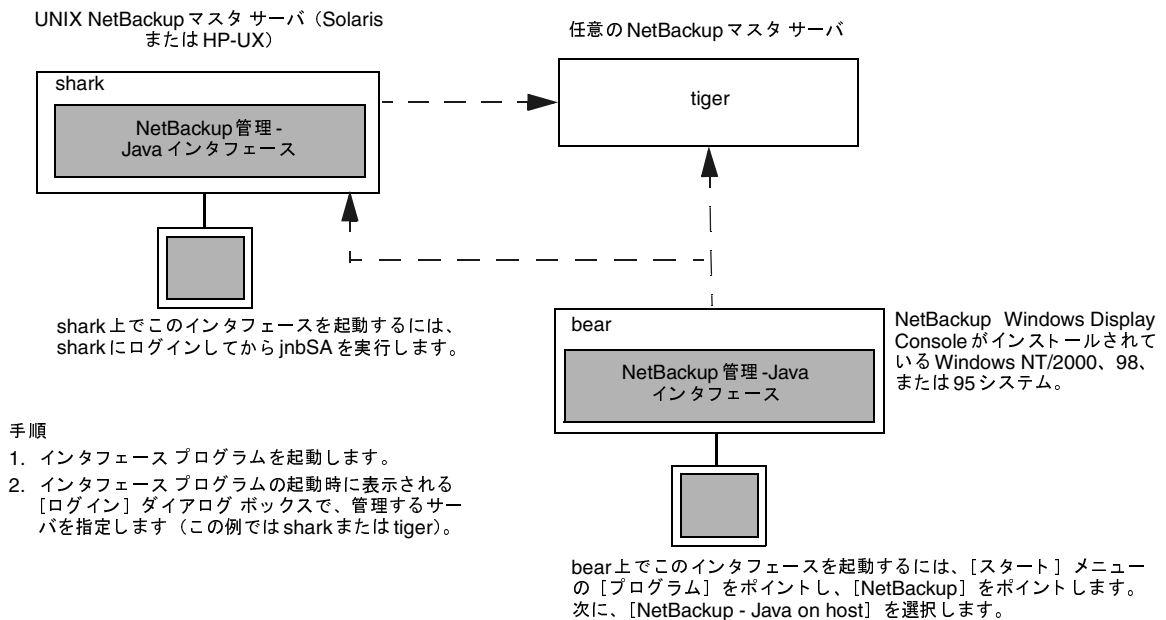 UNIX NetBackup マスタ サーバ（Solaris
または HP-UX）
任意の NetBackup マスタ サーバ
shark
NetBackup 管理 -
Java インタフェース
tiger
shark 上でこのインタフェースを起動するには、
shark にログインしてから jnbSA を実行します。
bear
NetBackup 管理 -Java
インタフェース
NetBackup Windows Display
Console がインストールされて
いる Windows NT/2000、98、
または 95 システム。
手順
1. インタフェース プログラムを起動します。
2. インタフェース プログラムの起動時に表示される
［ログイン］ダイアログ ボックスで、管理するサー
バを指定します（この例では shark または tiger）。
bear 上でこのインタフェースを起動するには、［スタート］メニュー
の［プログラム］をポイントし、［NetBackup］をポイントします。
次に、［NetBackup - Java on host］を選択します。